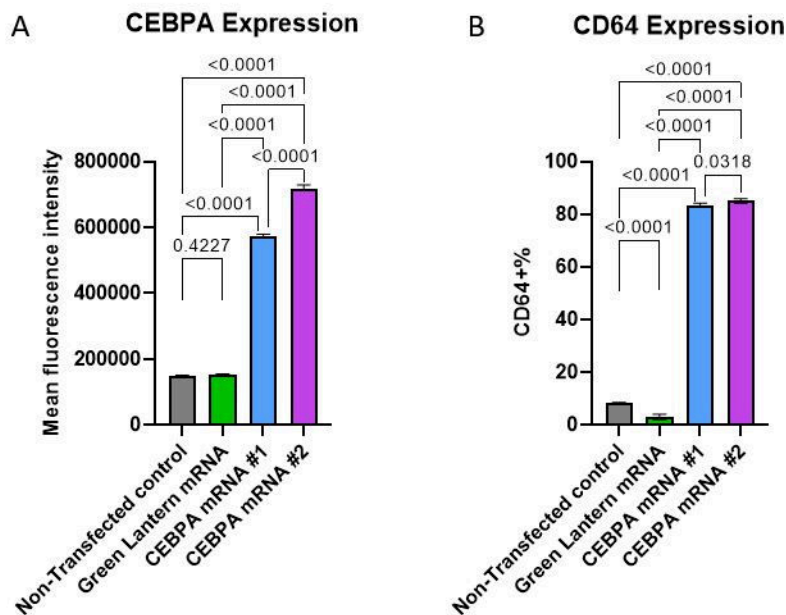 A
CEBPA Expression
<0.0001
<0.0001
<0.0001
<0.0001
<0.0001
0.4227
800000
600000
400000
200000
0
Mean fluorescence intensity
Non-Transfected control
Green Lantern mRNA
CEBPA mRNA #1
CEBPA mRNA #2
B
CD64 Expression
<0.0001
<0.0001
<0.0001
0.0318
<0.0001
<0.0001
100
80
60
40
20
0
CD64+%
Non-Transfected control
Green Lantern mRNA
CEBPA mRNA #1
CEBPA mRNA #2